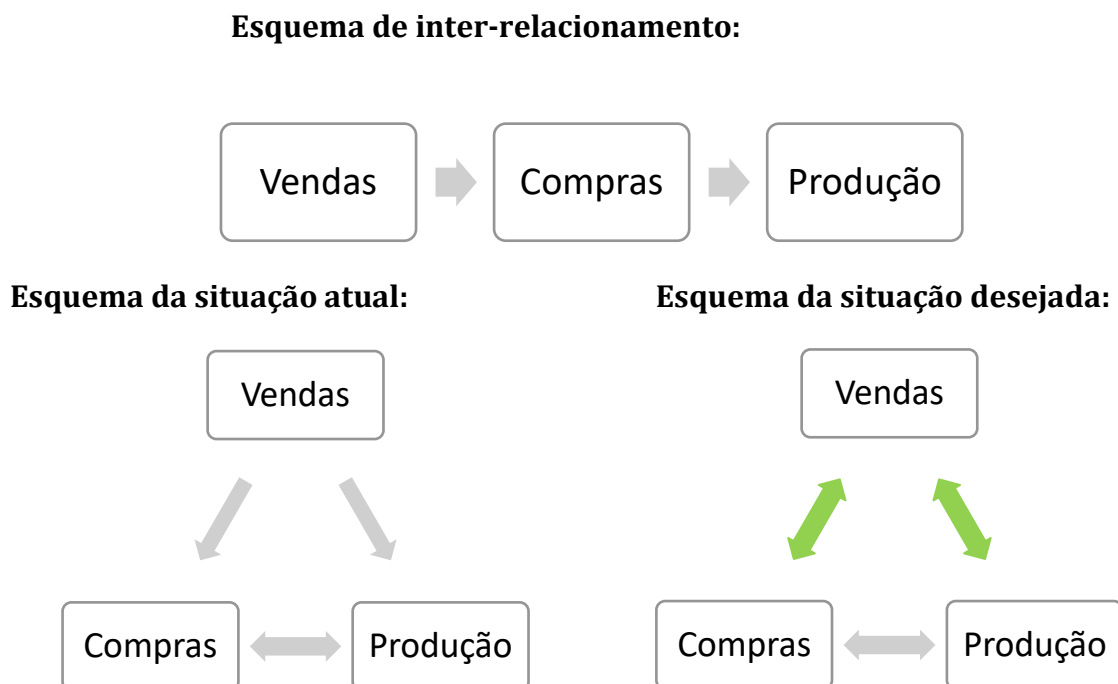 Esquema de inter-relacionamento:
Vendas
Compras
Produção
Esquema da situação atual:
Vendas
Compras
Produção
Esquema da situação desejada:
Vendas
Compras
Produção